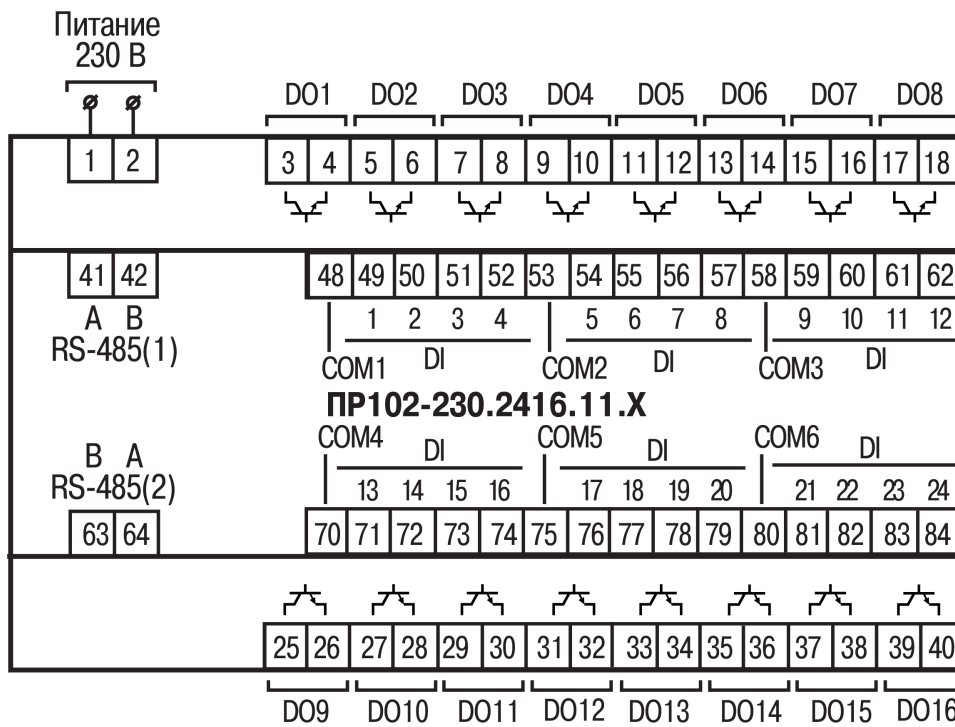 Питание
230 В
DO1 DO2 DO3 DO4 DO5 DO6 DO7 DO8
1 2 3 4 5 6 7 8 9 10 11 12 13 14 15 16 17 18
41 42 48 49 50 51 52 53 54 55 56 57 58 59 60 61 62
A B 1 2 3 4 5 6 7 8 9 10 11 12
RS-485(1) COM1 DI COM2 DI COM3 DI
ПР102-230.2416.11.X
COM4 DI COM5 DI COM6 DI
B A
RS-485(2) 13 14 15 16 17 18 19 20 21 22 23 24
63 64 70 71 72 73 74 75 76 77 78 79 80 81 82 83 84
25 26 27 28 29 30 31 32 33 34 35 36 37 38 39 40
DO9 DO10 DO11 DO12 DO13 DO14 DO15 DO16